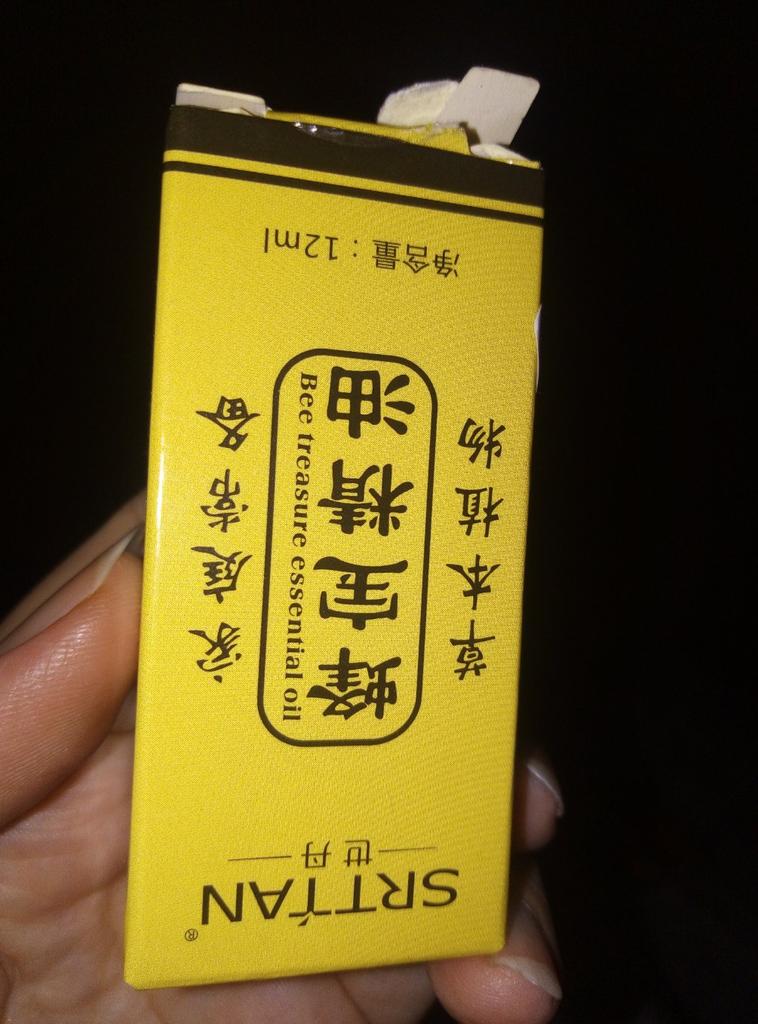 SRTYAN®
世丹
草本植物
蜂宝精油
Bee treasure essential oil
家庭常备
净含量：12ml